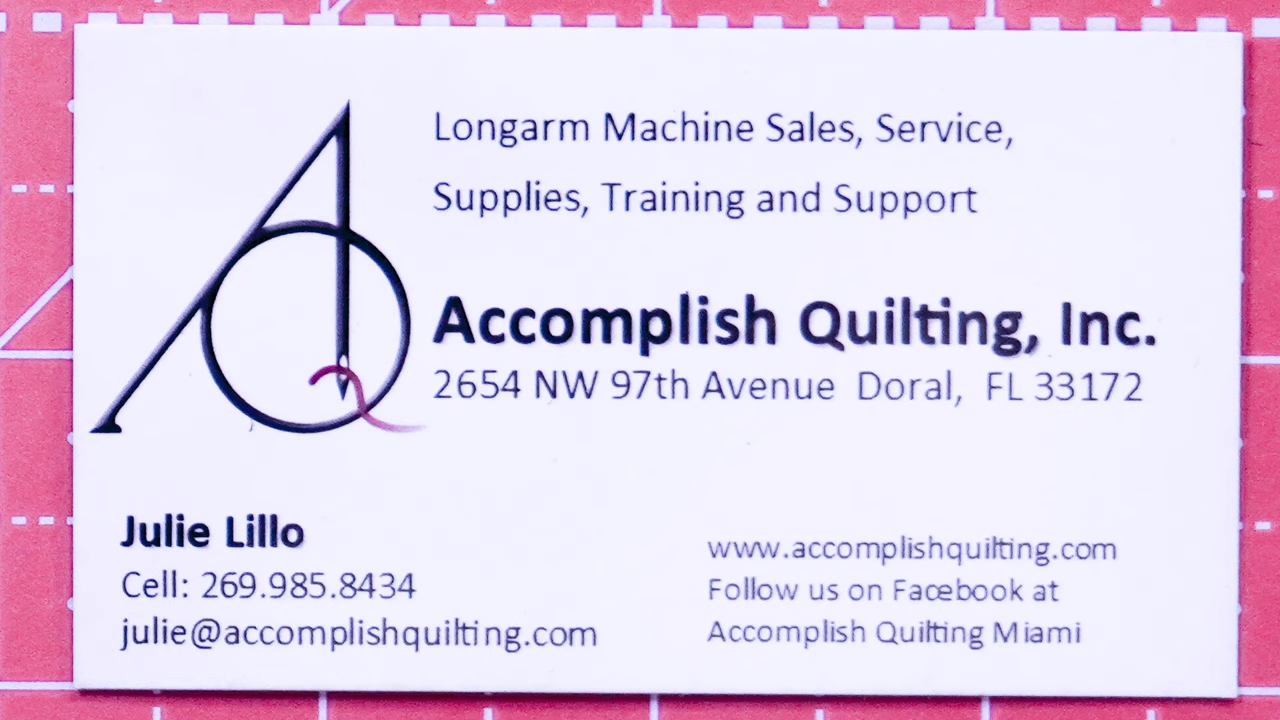 Longarm Machine Sales, Service,
Supplies, Training and Support
AQ
Accomplish Quilting, Inc.
2654 NW 97th Avenue Doral, FL 33172
Julie Lillo
Cell: 269.985.8434
julie@accomplishquilting.com
www.accomplishquilting.com
Follow us on Facebook at
Accomplish Quilting Miami